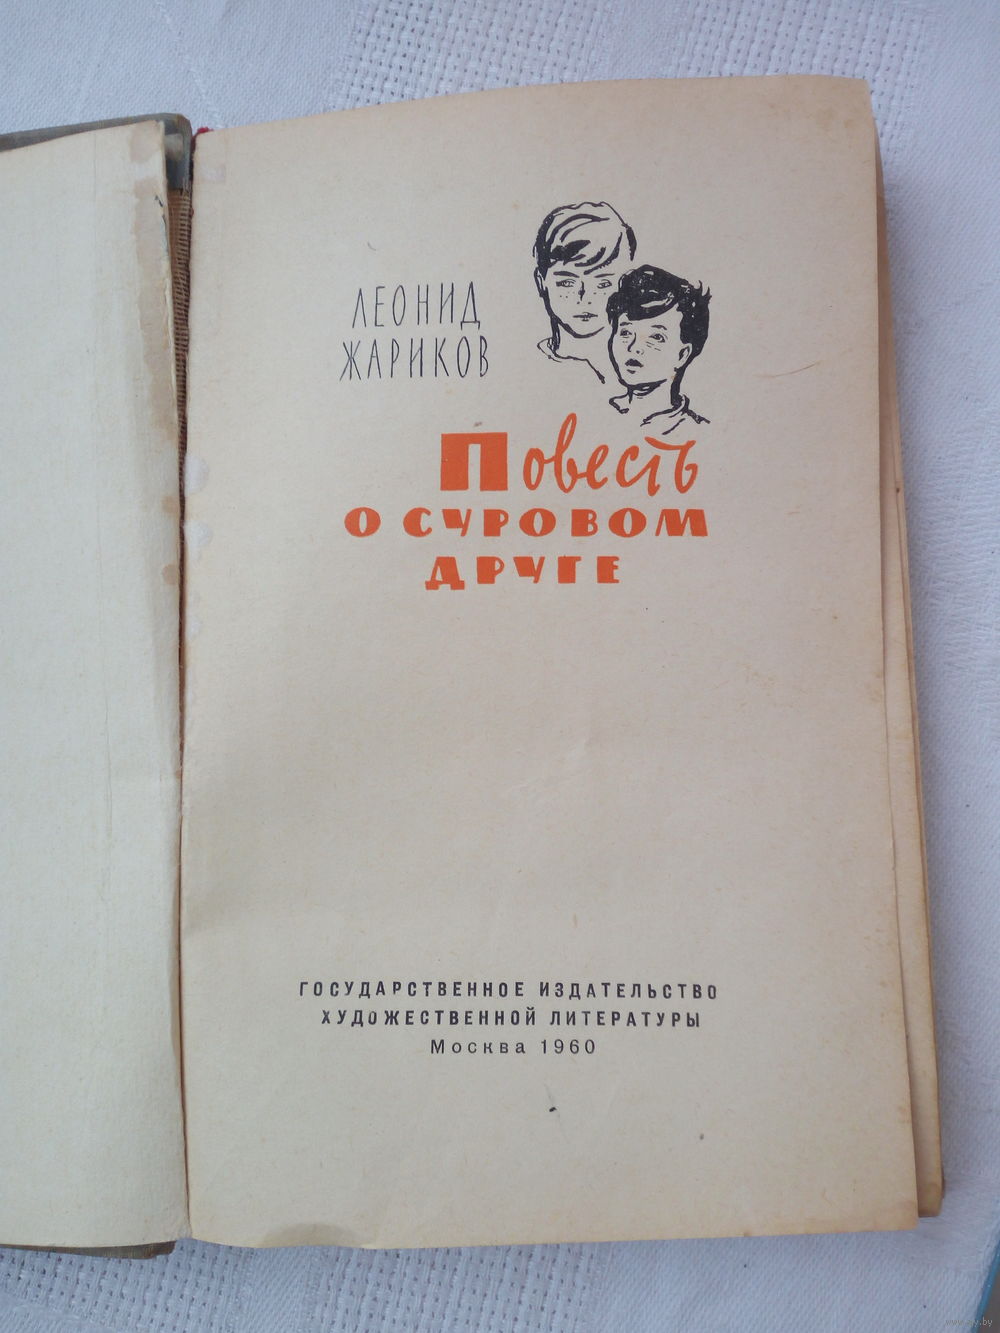 ЛЕОНИД
ЖАРИКОВ
Повесть
О СУРОВОМ
ДРУГЕ
ГОСУДАРСТВЕННОЕ ИЗДАТЕЛЬСТВО
ХУДОЖЕСТВЕННОЙ ЛИТЕРАТУРЫ
Москва 1960